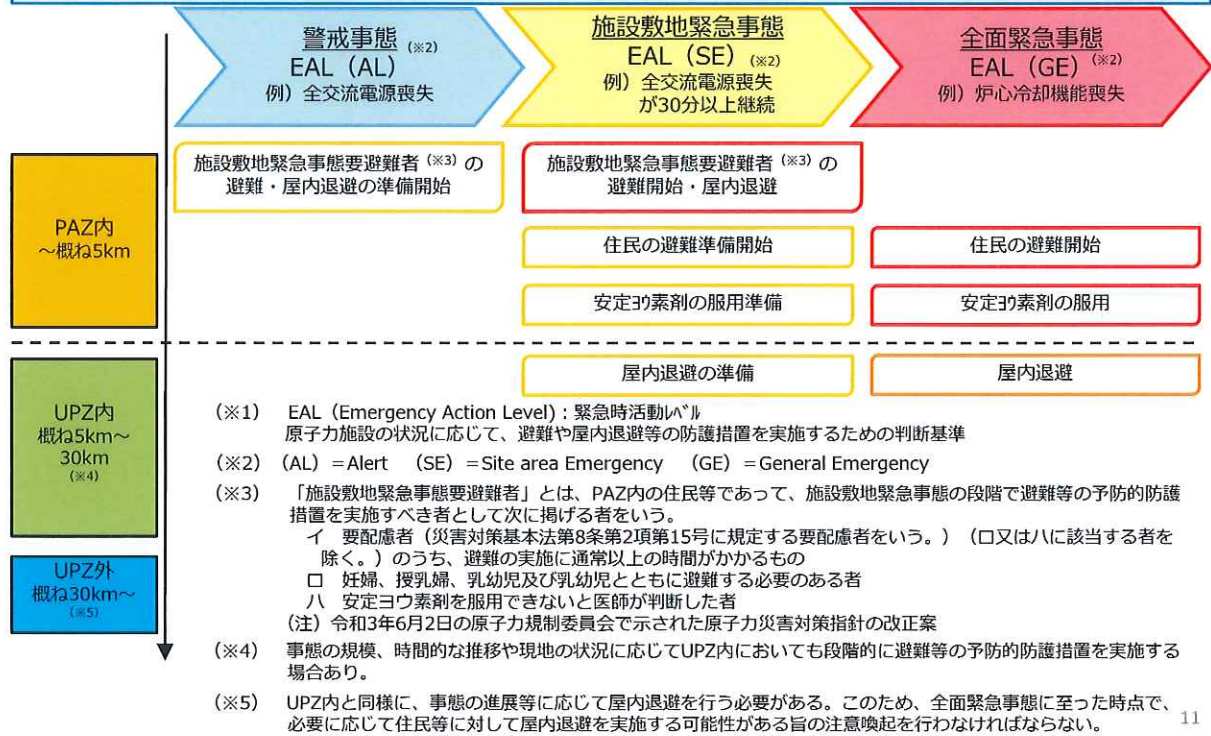 警戒事態 (※2)
EAL（AL）
例）全交流電源喪失
施設敷地緊急事態
EAL（SE）(※2)
例）全交流電源喪失
が30分以上継続
全面緊急事態
EAL（GE）(※2)
例）炉心冷却機能喪失
PAZ内
～概ね5km
施設敷地緊急事態要避難者（※3）の
避難・屋内退避の準備開始
施設敷地緊急事態要避難者（※3）の
避難開始・屋内退避
住民の避難準備開始
住民の避難開始
安定ﾖｳ素剤の服用準備
安定ﾖｳ素剤の服用
UPZ内
概ね5km～
30km
(※4)
屋内退避の準備
屋内退避
UPZ外
概ね30km～
(※5)
（※1） EAL（Emergency Action Level)：緊急時活動ﾚﾍﾞﾙ
原子力施設の状況に応じて、避難や屋内退避等の防護措置を実施するための判断基準
（※2）（AL）＝Alert （SE）＝Site area Emergency （GE）＝General Emergency
（※3） 「施設敷地緊急事態要避難者」とは、PAZ内の住民等であって、施設敷地緊急事態の段階で避難等の予防的防護
措置を実施すべき者として次に掲げる者をいう。
イ 要配慮者（災害対策基本法第8条第2項第15号に規定する要配慮者をいう。）（ロ又はハに該当する者を
除く。）のうち、避難の実施に通常以上の時間がかかるもの
ロ 妊婦、授乳婦、乳幼児及び乳幼児とともに避難する必要のある者
ハ 安定ヨウ素剤を服用できないと医師が判断した者
（注）令和3年6月2日の原子力規制委員会で示された原子力災害対策指針の改正案
（※4） 事態の規模、時間的な推移や現地の状況に応じてUPZ内においても段階的に避難等の予防的防護措置を実施する
場合あり。
（※5） UPZ内と同様に、事態の進展等に応じて屋内退避を行う必要がある。このため、全面緊急事態に至った時点で、
必要に応じて住民等に対して屋内退避を実施する可能性がある旨の注意喚起を行わなければならない。
11